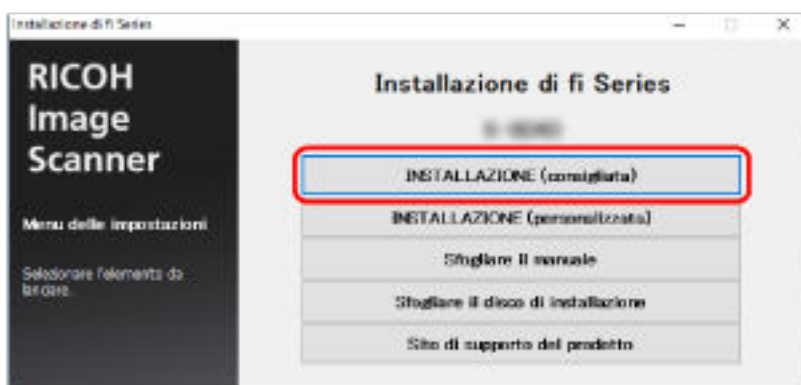 Installazione di fi Series
RICOH
Image
Scanner
Menu delle impostazioni
Selezionare l'elemento da
lanciare.
Installazione di fi Series
INSTALLAZIONE (consigliata)
INSTALLAZIONE (personalizzata)
Sfogliare il manuale
Sfogliare il disco di installazione
Sito di supporto del prodotto